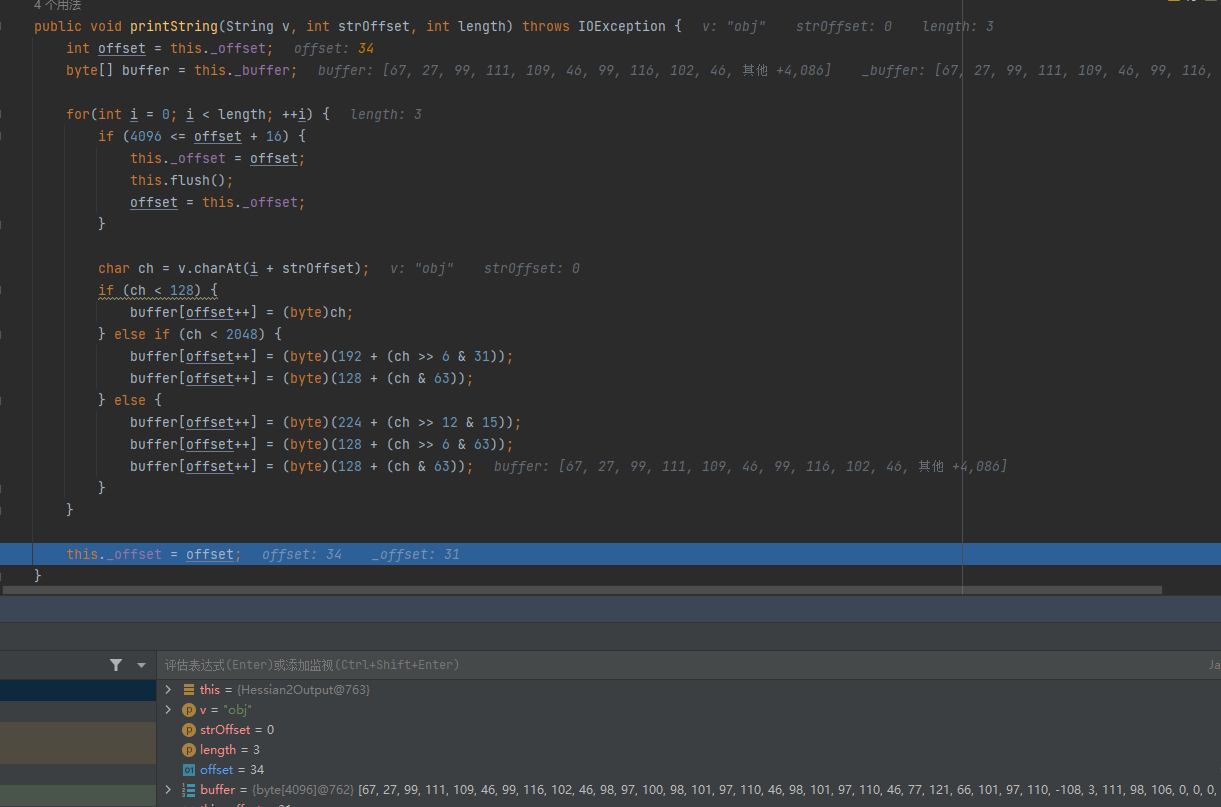 4 个用法
public void printString(String v, int strOffset, int length) throws IOException {   v: "obj"    strOffset: 0    length: 3
    int offset = this._offset;   offset: 34
    byte[] buffer = this._buffer;   buffer: [67, 27, 99, 111, 109, 46, 99, 116, 102, 46, 其他 +4,086]    _buffer: [67, 27, 99, 111, 109, 46, 99, 116,
    for(int i = 0; i < length; ++i) {   length: 3
        if (4096 <= offset + 16) {
            this._offset = offset;
            this.flush();
            offset = this._offset;
        }
        char ch = v.charAt(i + strOffset);   v: "obj"    strOffset: 0
        if (ch < 128) {
            buffer[offset++] = (byte)ch;
        } else if (ch < 2048) {
            buffer[offset++] = (byte)(192 + (ch >> 6 & 31));
            buffer[offset++] = (byte)(128 + (ch & 63));
        } else {
            buffer[offset++] = (byte)(224 + (ch >> 12 & 15));
            buffer[offset++] = (byte)(128 + (ch >> 6 & 63));
            buffer[offset++] = (byte)(128 + (ch & 63));   buffer: [67, 27, 99, 111, 109, 46, 99, 116, 102, 46, 其他 +4,086]
        }
    }
    this._offset = offset;   offset: 34    _offset: 31
}
评估表达式(Enter)或添加监视(Ctrl+Shift+Enter)
Ja
this = {Hessian2Output@763}
v = "obj"
strOffset = 0
length = 3
offset = 34
buffer = {byte[4096]@762} [67, 27, 99, 111, 109, 46, 99, 116, 102, 46, 98, 97, 100, 98, 101, 97, 110, 46, 98, 101, 97, 110, 46, 77, 121, 66, 101, 97, 110, -108, 3, 111, 98, 106, 0, 0, 0,